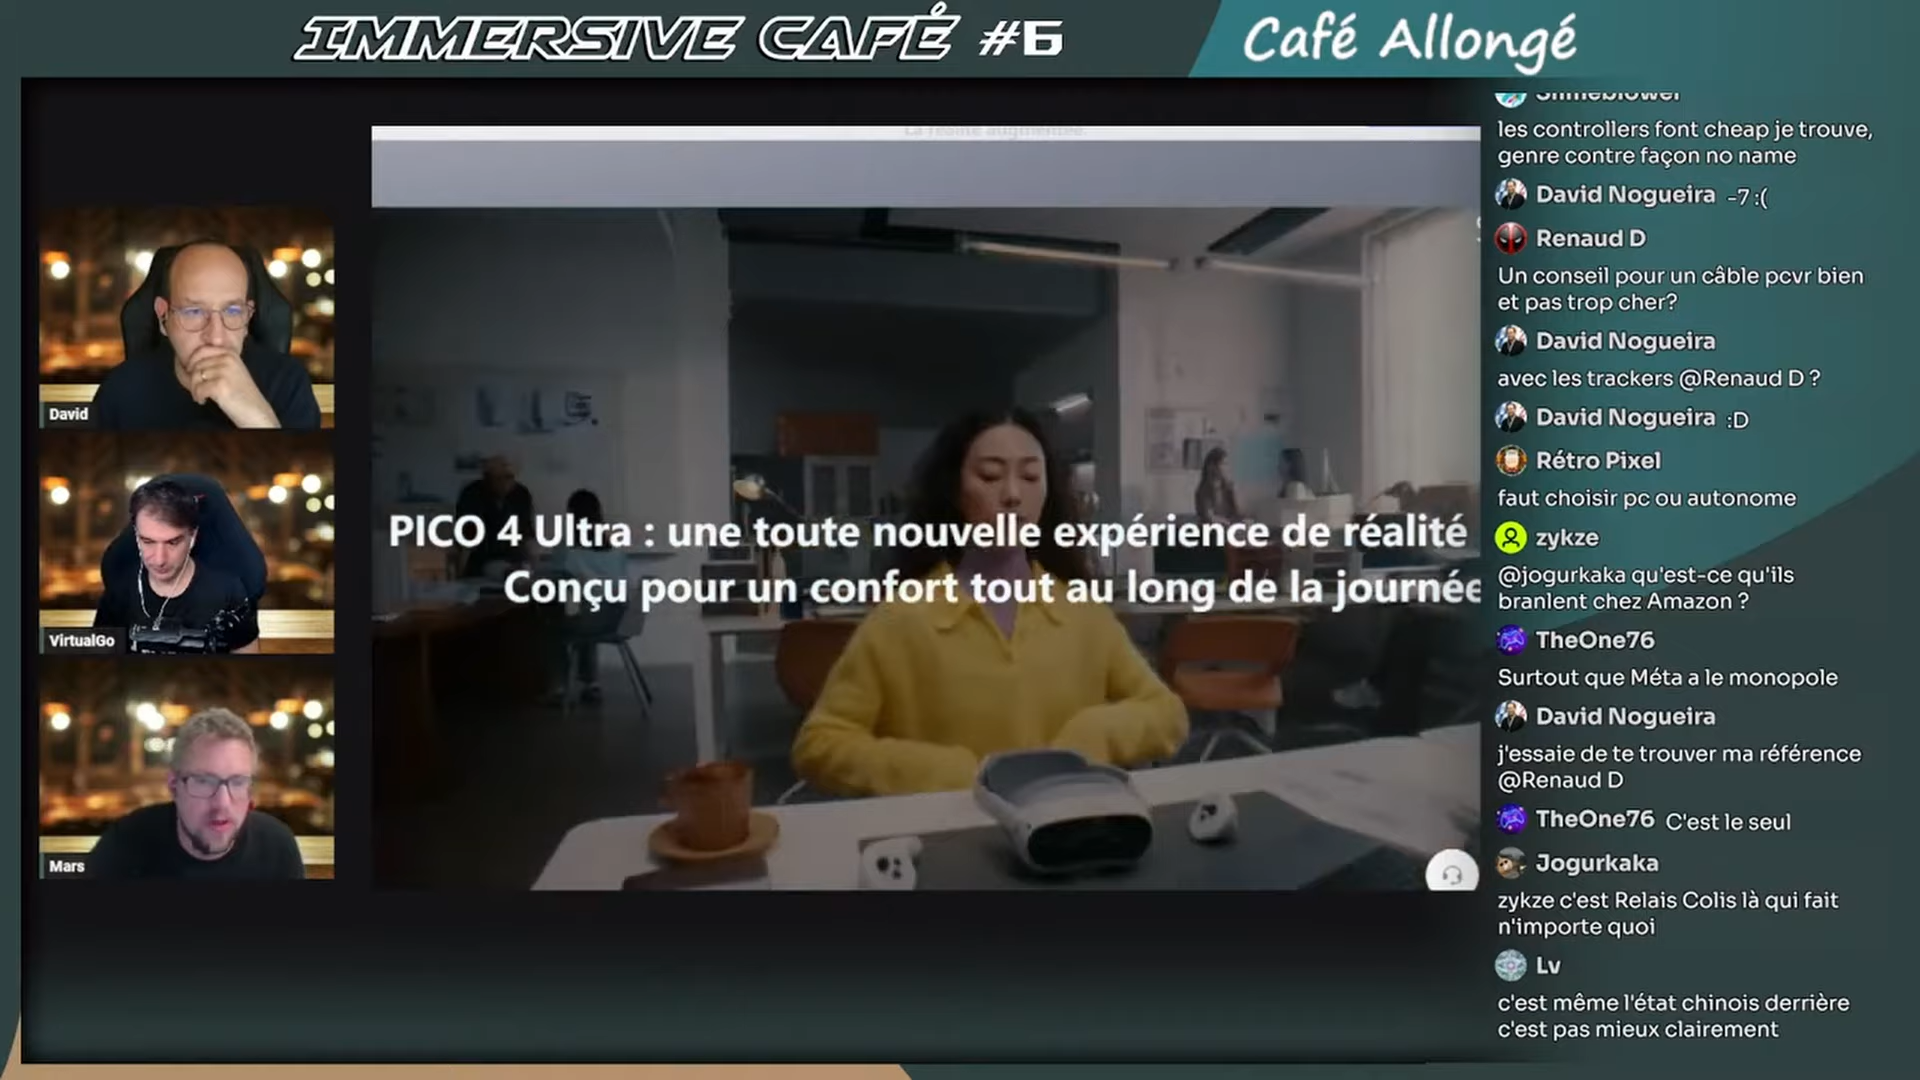 IMMERSIVE CAFÉ #6
Café Allongé
La réalité augmentée
PICO 4 Ultra : une toute nouvelle expérience de réalité
Conçu pour un confort tout au long de la journée
David
VirtualGo
Mars
Slimeblower
les controllers font cheap je trouve,
genre contre façon no name
David Nogueira -7 :(
Renaud D
Un conseil pour un câble pcvr bien
et pas trop cher?
David Nogueira
avec les trackers @Renaud D ?
David Nogueira :D
Rétro Pixel
faut choisir pc ou autonome
zykze
@jogurkaka qu'est-ce qu'ils
branlent chez Amazon ?
TheOne76
Surtout que Méta a le monopole
David Nogueira
j'essaie de te trouver ma référence
@Renaud D
TheOne76 C'est le seul
Jogurkaka
zykze c'est Relais Colis là qui fait
n'importe quoi
Lv
c'est même l'état chinois derrière
c'est pas mieux clairement